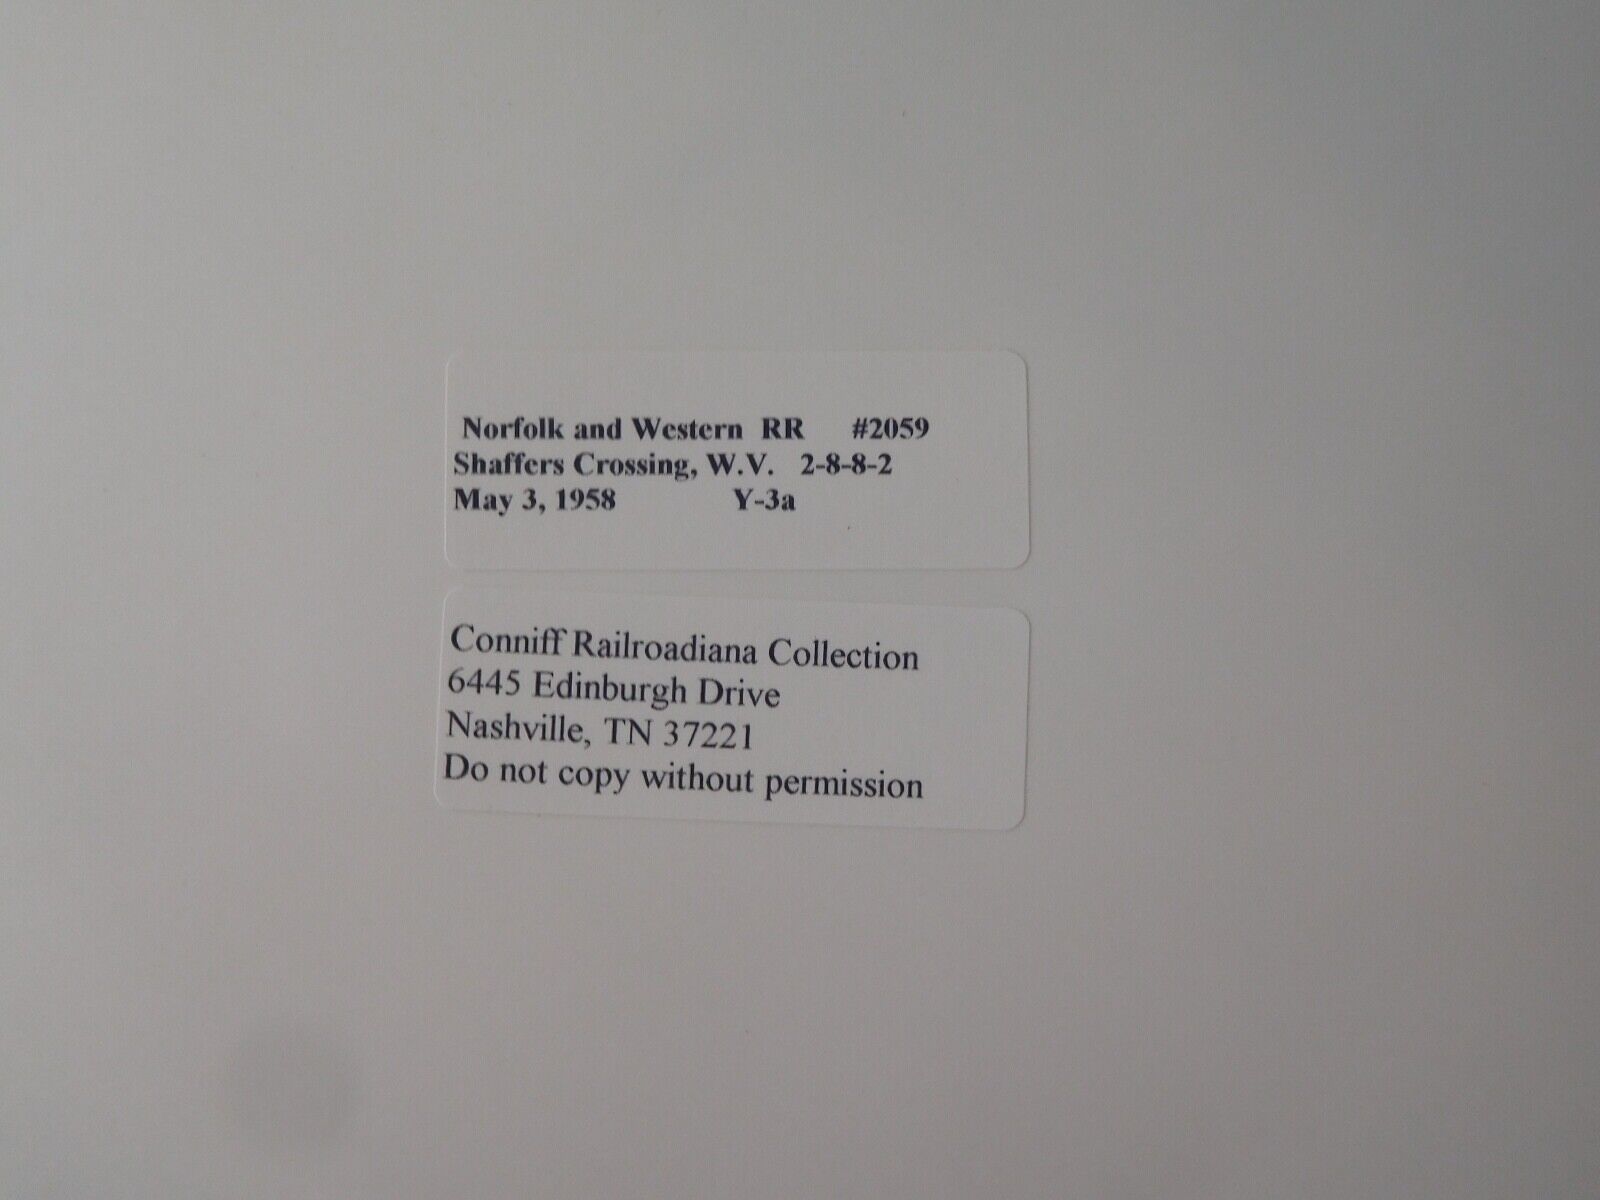 Norfolk and Western RR #2059
Shaffers Crossing, W.V. 2-8-8-2
May 3, 1958 Y-3a
Conniff Railroadiana Collection
6445 Edinburgh Drive
Nashville, TN 37221
Do not copy without permission